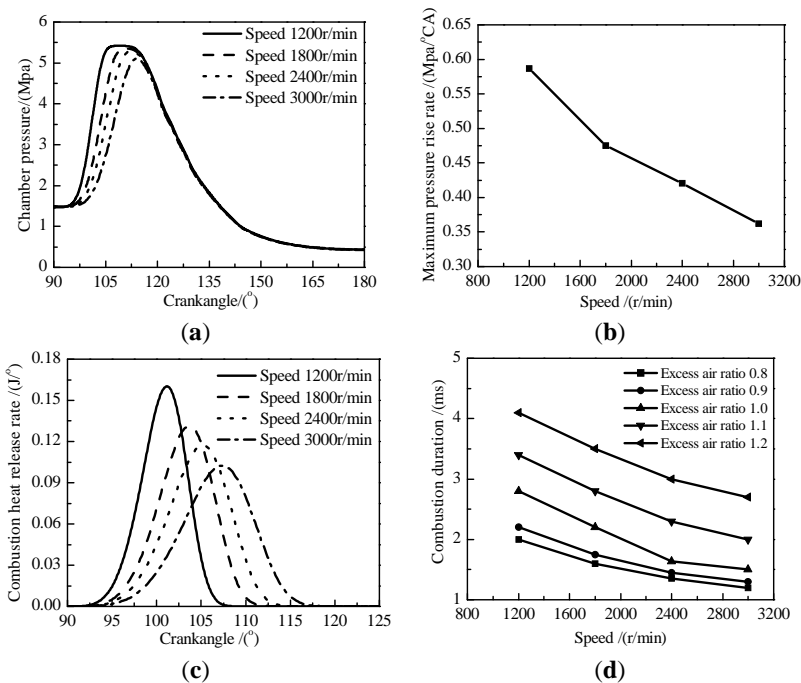 Chamber pressure/(Mpa)
6
5
4
3
2
1
0
Speed 1200r/min
Speed 1800r/min
Speed 2400r/min
Speed 3000r/min
90 105 120 135 150 165 180
Crankangle/(°)
(a)
Maximum pressure rise rate /(Mpa/°CA)
0.65
0.60
0.55
0.50
0.45
0.40
0.35
0.30
800 1200 1600 2000 2400 2800 3200
Speed /(r/min)
(b)
Combustion heat release rate /(J/°)
0.18
0.15
0.12
0.09
0.06
0.03
0.00
Speed 1200r/min
Speed 1800r/min
Speed 2400r/min
Speed 3000r/min
90 95 100 105 110 115 120 125
Crankangle /(°)
(c)
Combustion duration /(ms)
5
4
3
2
1
Excess air ratio 0.8
Excess air ratio 0.9
Excess air ratio 1.0
Excess air ratio 1.1
Excess air ratio 1.2
800 1200 1600 2000 2400 2800 3200
Speed /(r/min)
(d)